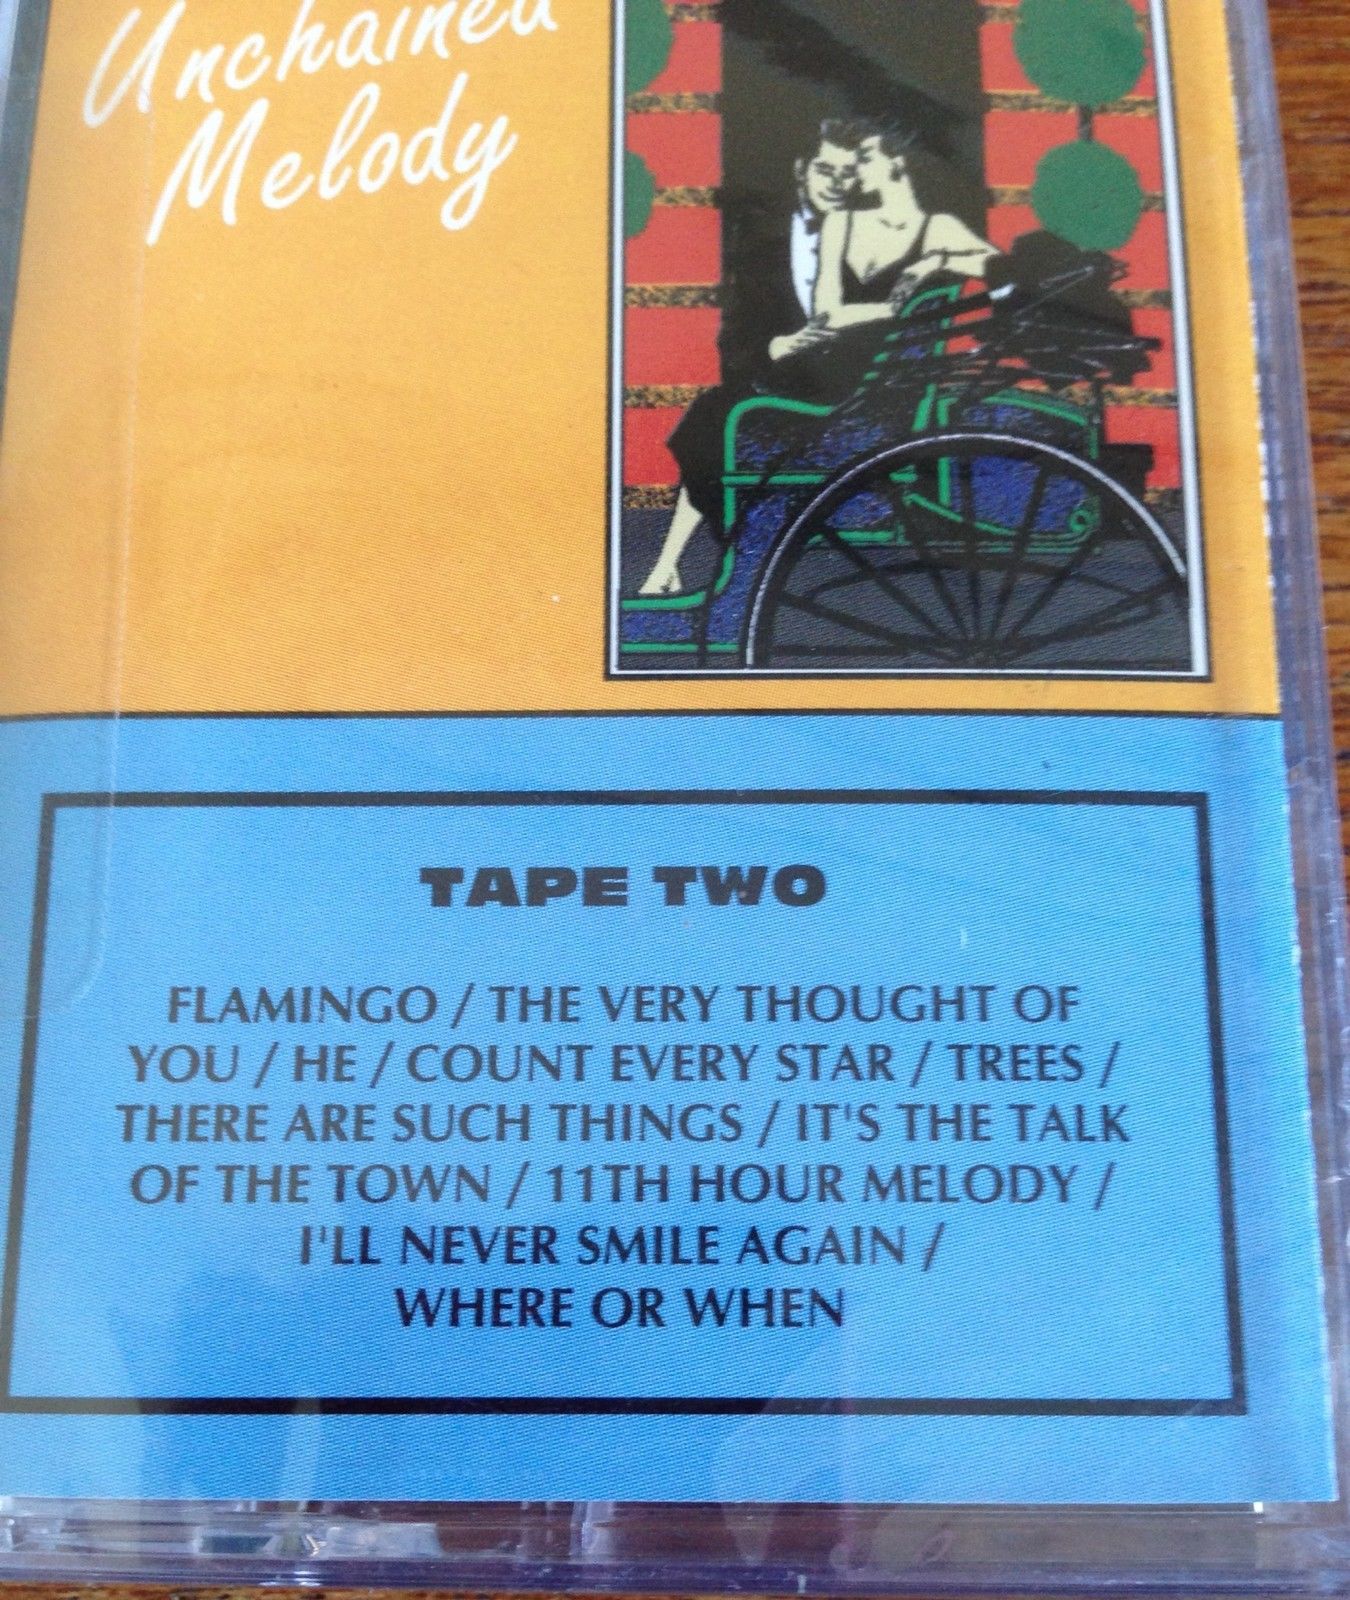 Unchained
Melody
TAPE TWO
FLAMINGO / THE VERY THOUGHT OF
YOU / HE / COUNT EVERY STAR / TREES /
THERE ARE SUCH THINGS / IT'S THE TALK
OF THE TOWN / 11TH HOUR MELODY /
I'LL NEVER SMILE AGAIN /
WHERE OR WHEN